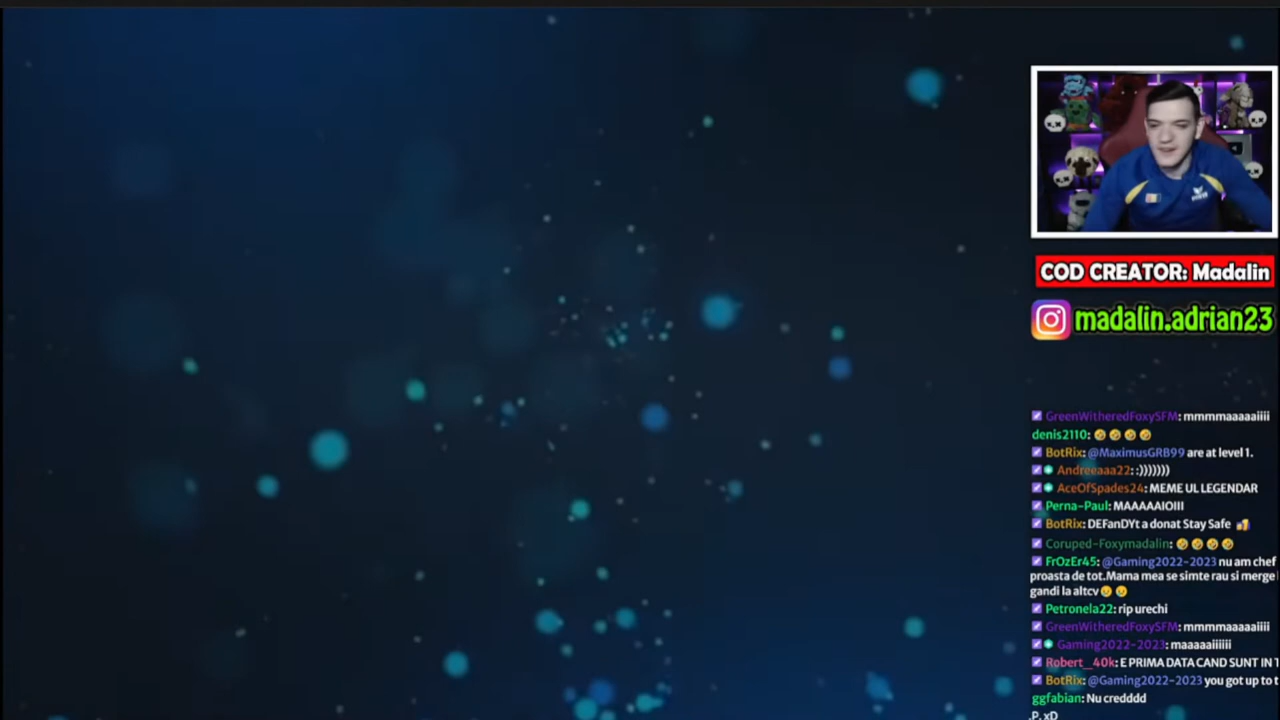 COD CREATOR: Madalin
madalin.adrian23
GreenWitheredFoxySFM: mmmmaaaaaiiii
denis2110: 🤣🤣🤣🤣
BotRix: @MaximusGRB99 are at level 1.
Andreeaaa22: :)))))))
AceOfSpades24: MEME UL LEGENDAR
Perna-Paul: MAAAAAIOIII
BotRix: DEFanDYt a donat Stay Safe
Coruped-Foxymadalin: 🤣🤣🤣🤣
FrOzEr45: @Gaming2022-2023 nu am chef
proasta de tot.Mama mea se simte rau si merge
gandi la altcv
Petronela22: rip urechi
GreenWitheredFoxySFM: mmmmaaaaaiiii
Gaming2022-2023: maaaaaiiiiii
Robert_40k: E PRIMA DATA CAND SUNT IN
BotRix: @Gaming2022-2023 you got up to
ggfabian: Nu credddd
.P. xD